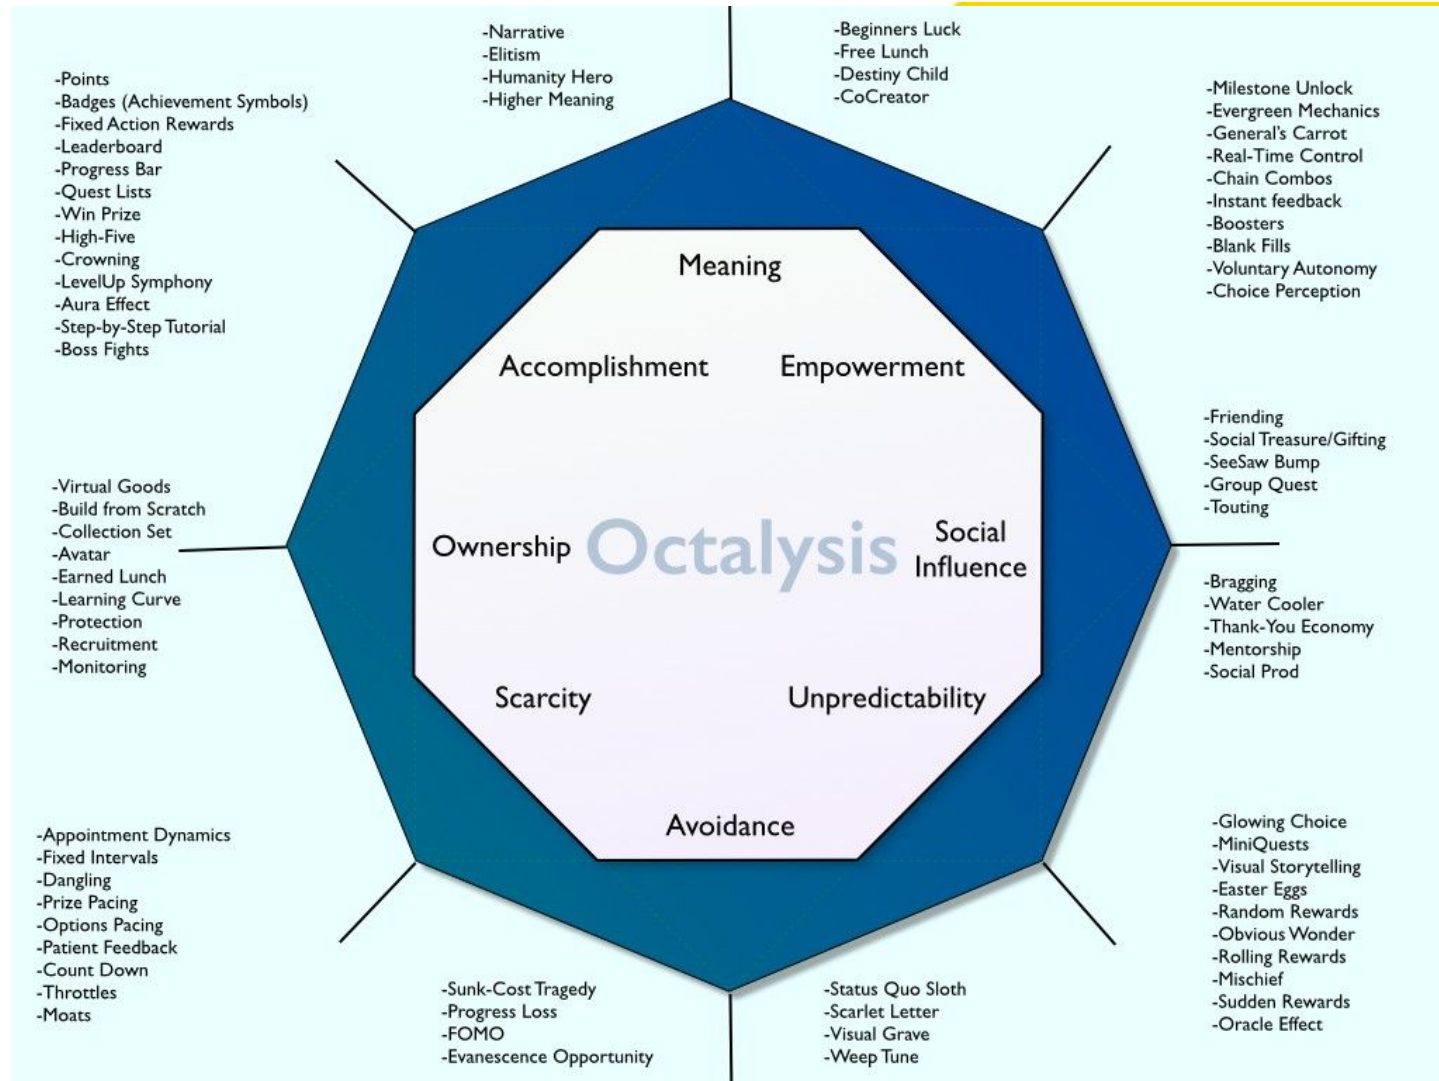 -Narrative
-Elitism
-Humanity Hero
-Higher Meaning
-Beginners Luck
-Free Lunch
-Destiny Child
-CoCreator
-Points
-Badges (Achievement Symbols)
-Fixed Action Rewards
-Leaderboard
-Progress Bar
-Quest Lists
-Win Prize
-High-Five
-Crowning
-LevelUp Symphony
-Aura Effect
-Step-by-Step Tutorial
-Boss Fights
-Milestone Unlock
-Evergreen Mechanics
-General's Carrot
-Real-Time Control
-Chain Combos
-Instant feedback
-Boosters
-Blank Fills
-Voluntary Autonomy
-Choice Perception
Meaning
Accomplishment
Empowerment
-Virtual Goods
-Build from Scratch
-Collection Set
-Avatar
-Earned Lunch
-Learning Curve
-Protection
-Recruitment
-Monitoring
Ownership
Octalysis
Social
Influence
-Friending
-Social Treasure/Gifting
-SeeSaw Bump
-Group Quest
-Touting
-Bragging
-Water Cooler
-Thank-You Economy
-Mentorship
-Social Prod
Scarcity
Unpredictability
Avoidance
-Appointment Dynamics
-Fixed Intervals
-Dangling
-Prize Pacing
-Options Pacing
-Patient Feedback
-Count Down
-Throttles
-Moats
-Sunk-Cost Tragedy
-Progress Loss
-FOMO
-Evanescence Opportunity
-Status Quo Sloth
-Scarlet Letter
-Visual Grave
-Weep Tune
-Glowing Choice
-MiniQuests
-Visual Storytelling
-Easter Eggs
-Random Rewards
-Obvious Wonder
-Rolling Rewards
-Mischief
-Sudden Rewards
-Oracle Effect